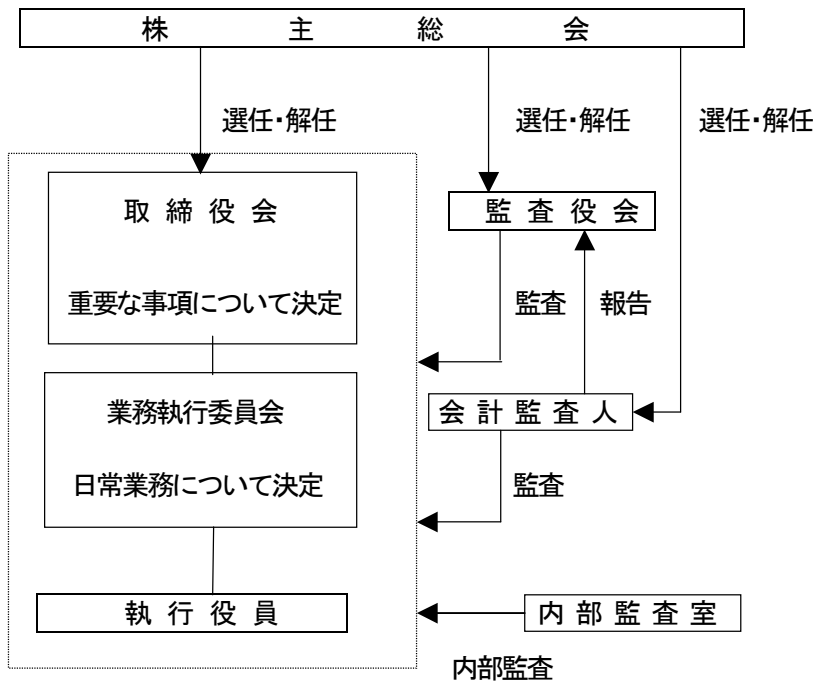 株主総会
選任・解任
選任・解任
選任・解任
取締役会
重要な事項について決定
監査役会
監査
報告
業務執行委員会
日常業務について決定
会計監査人
監査
執行役員
内部監査室
内部監査